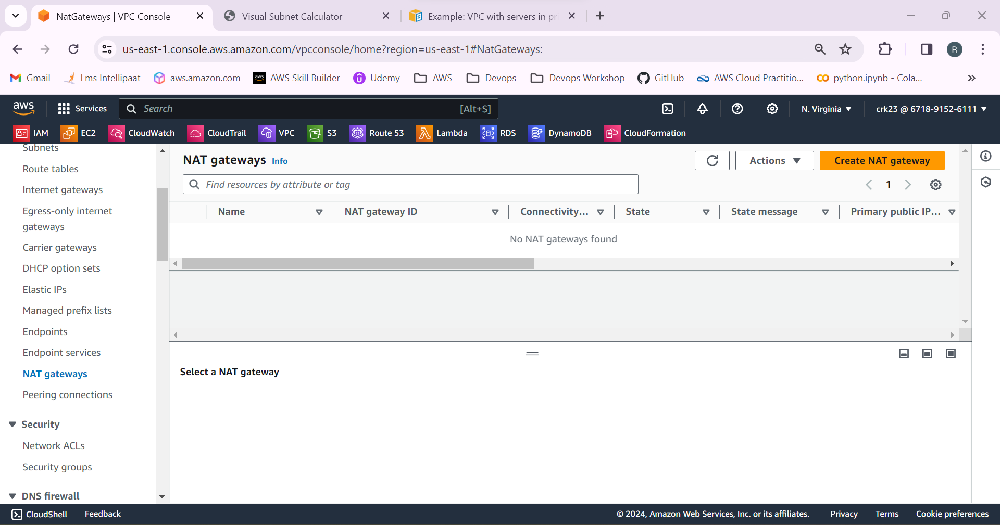 NatGateways | VPC Console
Visual Subnet Calculator
Example: VPC with servers in pri
us-east-1.console.aws.amazon.com/vpcconsole/home?region=us-east-1#NatGateways:
R
Gmail
Lms Intellipaat
aws.amazon.com
aws
AWS Skill Builder
Udemy
AWS
Devops
Devops Workshop
GitHub
AWS Cloud Practitio...
python.ipynb - Cola...
aws
Services
Search
[Alt+S]
N. Virginia
crk23 @ 6718-9152-6111
IAM
EC2
CloudWatch
CloudTrail
VPC
S3
53
Route 53
Lambda
RDS
DynamoDB
CloudFormation
Subnets
Route tables
Internet gateways
Egress-only internet
gateways
Carrier gateways
DHCP option sets
Elastic IPs
Managed prefix lists
Endpoints
Endpoint services
NAT gateways
Peering connections
Security
Network ACLs
Security groups
DNS firewall
NAT gateways
Info
Actions
Create NAT gateway
Find resources by attribute or tag
1
Name
NAT gateway ID
Connectivity...
State
State message
Primary public IP...
No NAT gateways found
Select a NAT gateway
CloudShell
Feedback
© 2024, Amazon Web Services, Inc. or its affiliates.
Privacy
Terms
Cookie preferences